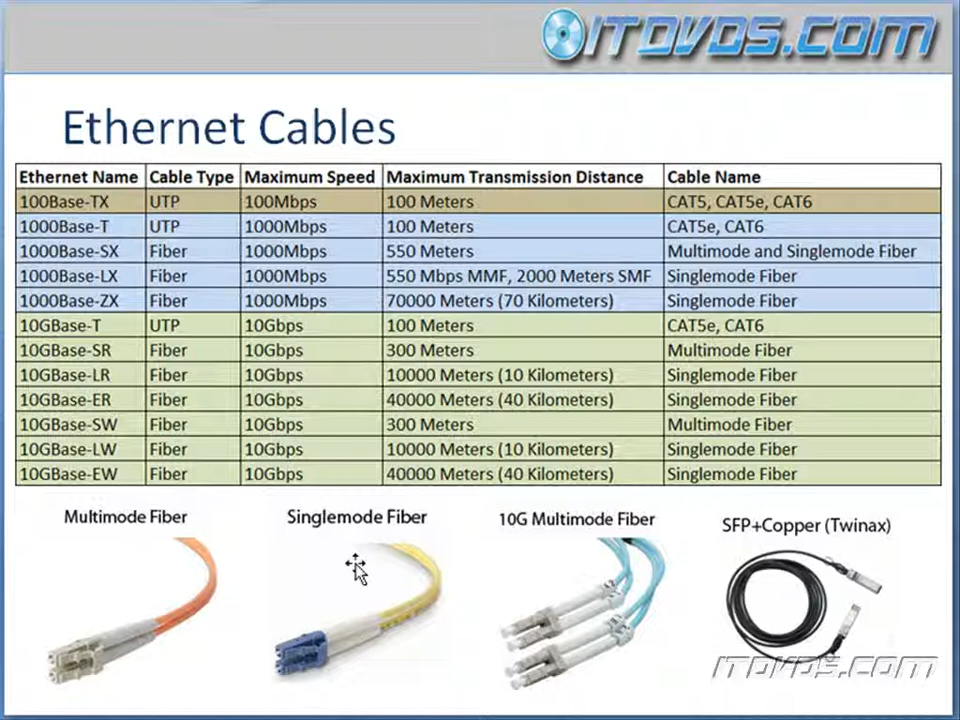 ITDVDS.COM
Ethernet Cables
Ethernet Name Cable Type Maximum Speed Maximum Transmission Distance Cable Name
100Base-TX UTP 100Mbps 100 Meters CAT5, CAT5e, CAT6
1000Base-T UTP 1000Mbps 100 Meters CAT5e, CAT6
1000Base-SX Fiber 1000Mbps 550 Meters Multimode and Singlemode Fiber
1000Base-LX Fiber 1000Mbps 550 Mbps MMF, 2000 Meters SMF Singlemode Fiber
1000Base-ZX Fiber 1000Mbps 70000 Meters (70 Kilometers) Singlemode Fiber
10GBase-T UTP 10Gbps 100 Meters CAT5e, CAT6
10GBase-SR Fiber 10Gbps 300 Meters Multimode Fiber
10GBase-LR Fiber 10Gbps 10000 Meters (10 Kilometers) Singlemode Fiber
10GBase-ER Fiber 10Gbps 40000 Meters (40 Kilometers) Singlemode Fiber
10GBase-SW Fiber 10Gbps 300 Meters Multimode Fiber
10GBase-LW Fiber 10Gbps 10000 Meters (10 Kilometers) Singlemode Fiber
10GBase-EW Fiber 10Gbps 40000 Meters (40 Kilometers) Singlemode Fiber
Multimode Fiber Singlemode Fiber 10G Multimode Fiber SFP+Copper (Twinax)
ITDVDS.COM